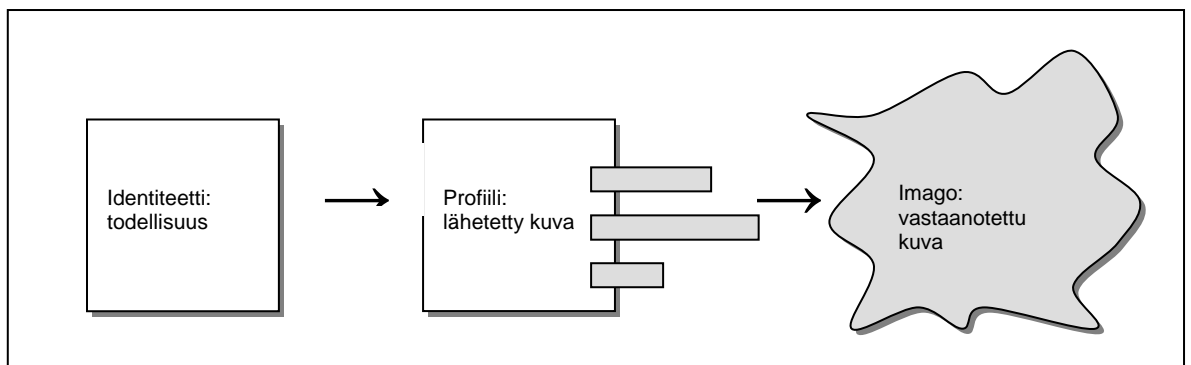 Identiteetti:
todellisuus
Profiili:
lähetetty kuva
Imago:
vastaanotettu
kuva